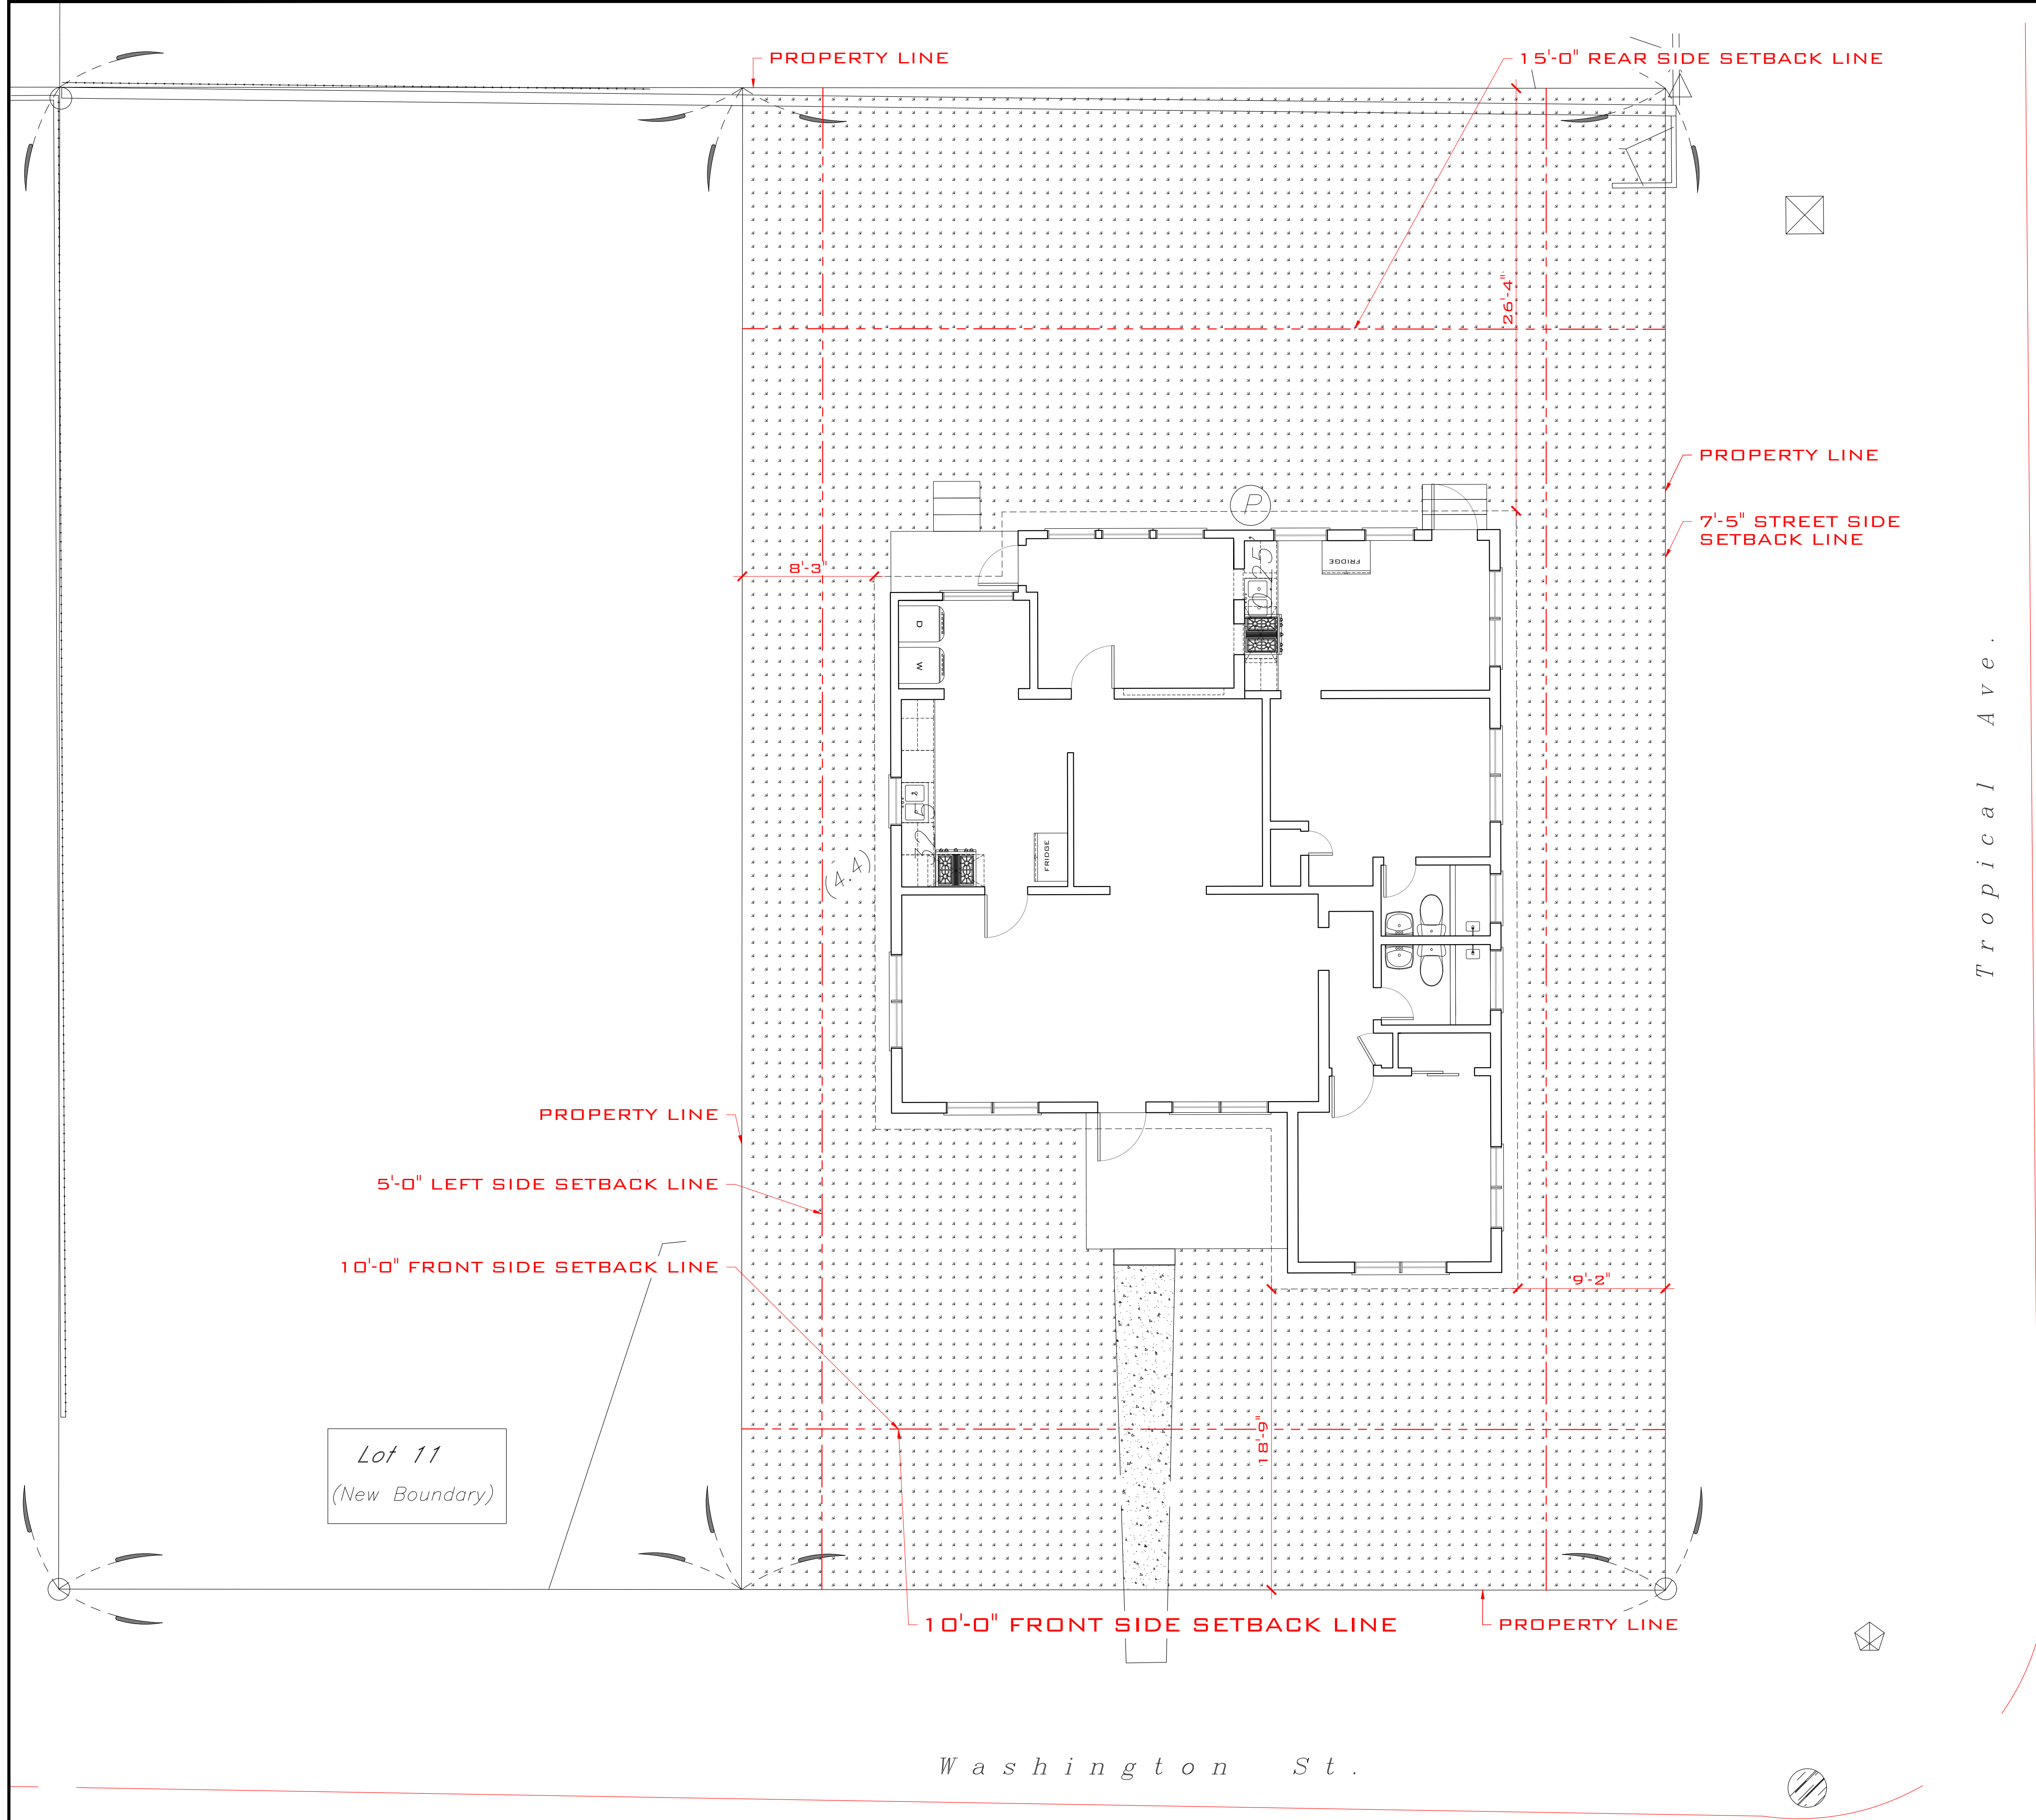 PROPERTY LINE
15'-0" REAR SIDE SETBACK LINE
26'-4"
PROPERTY LINE
7'-5" STREET SIDE
SETBACK LINE
P
8'-3"
25'
FRIDGE
D
W
Tropical Ave.
32.5
FRIDGE
(4.4)
PROPERTY LINE
5'-0" LEFT SIDE SETBACK LINE
10'-0" FRONT SIDE SETBACK LINE
9'-2"
18'-9"
Lot 11
(New Boundary)
10'-0" FRONT SIDE SETBACK LINE
PROPERTY LINE
Washington St.